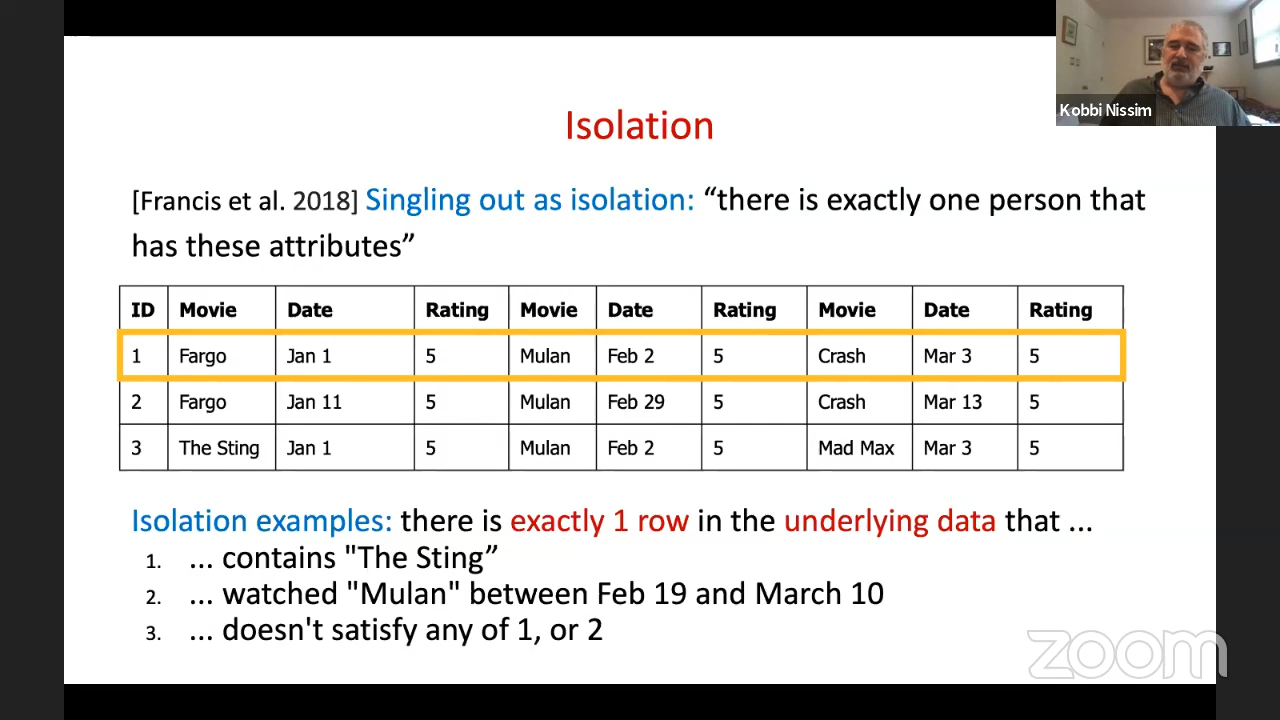 Kobbi Nissim
Isolation
[Francis et al. 2018] Singling out as isolation: “there is exactly one person that
has these attributes”
ID Movie Date Rating Movie Date Rating Movie Date Rating
1 Fargo Jan 1 5 Mulan Feb 2 5 Crash Mar 3 5
2 Fargo Jan 11 5 Mulan Feb 29 5 Crash Mar 13 5
3 The Sting Jan 1 5 Mulan Feb 2 5 Mad Max Mar 3 5
Isolation examples: there is exactly 1 row in the underlying data that ...
1. ... contains "The Sting”
2. ... watched "Mulan" between Feb 19 and March 10
3. ... doesn't satisfy any of 1, or 2
zoom